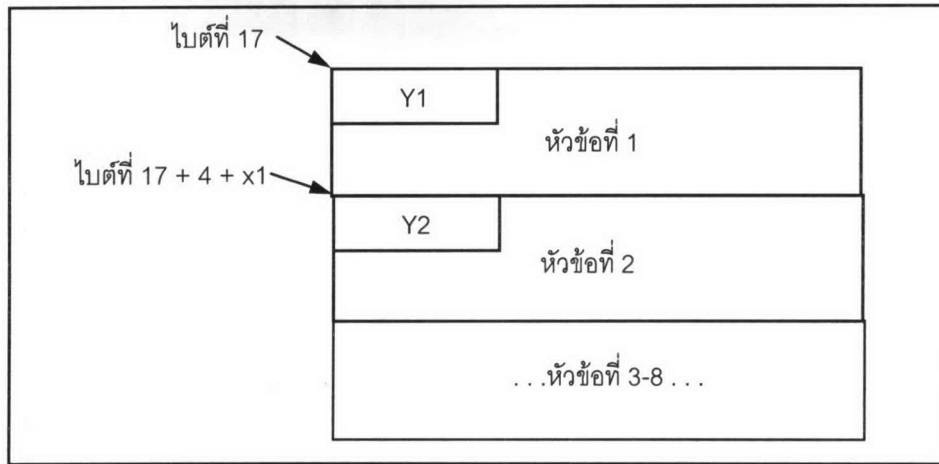 ไบต์ที่ 17
Y1
หัวข้อที่ 1
ไบต์ที่ 17 + 4 + x1
Y2
หัวข้อที่ 2
. . .หัวข้อที่ 3-8 . . .